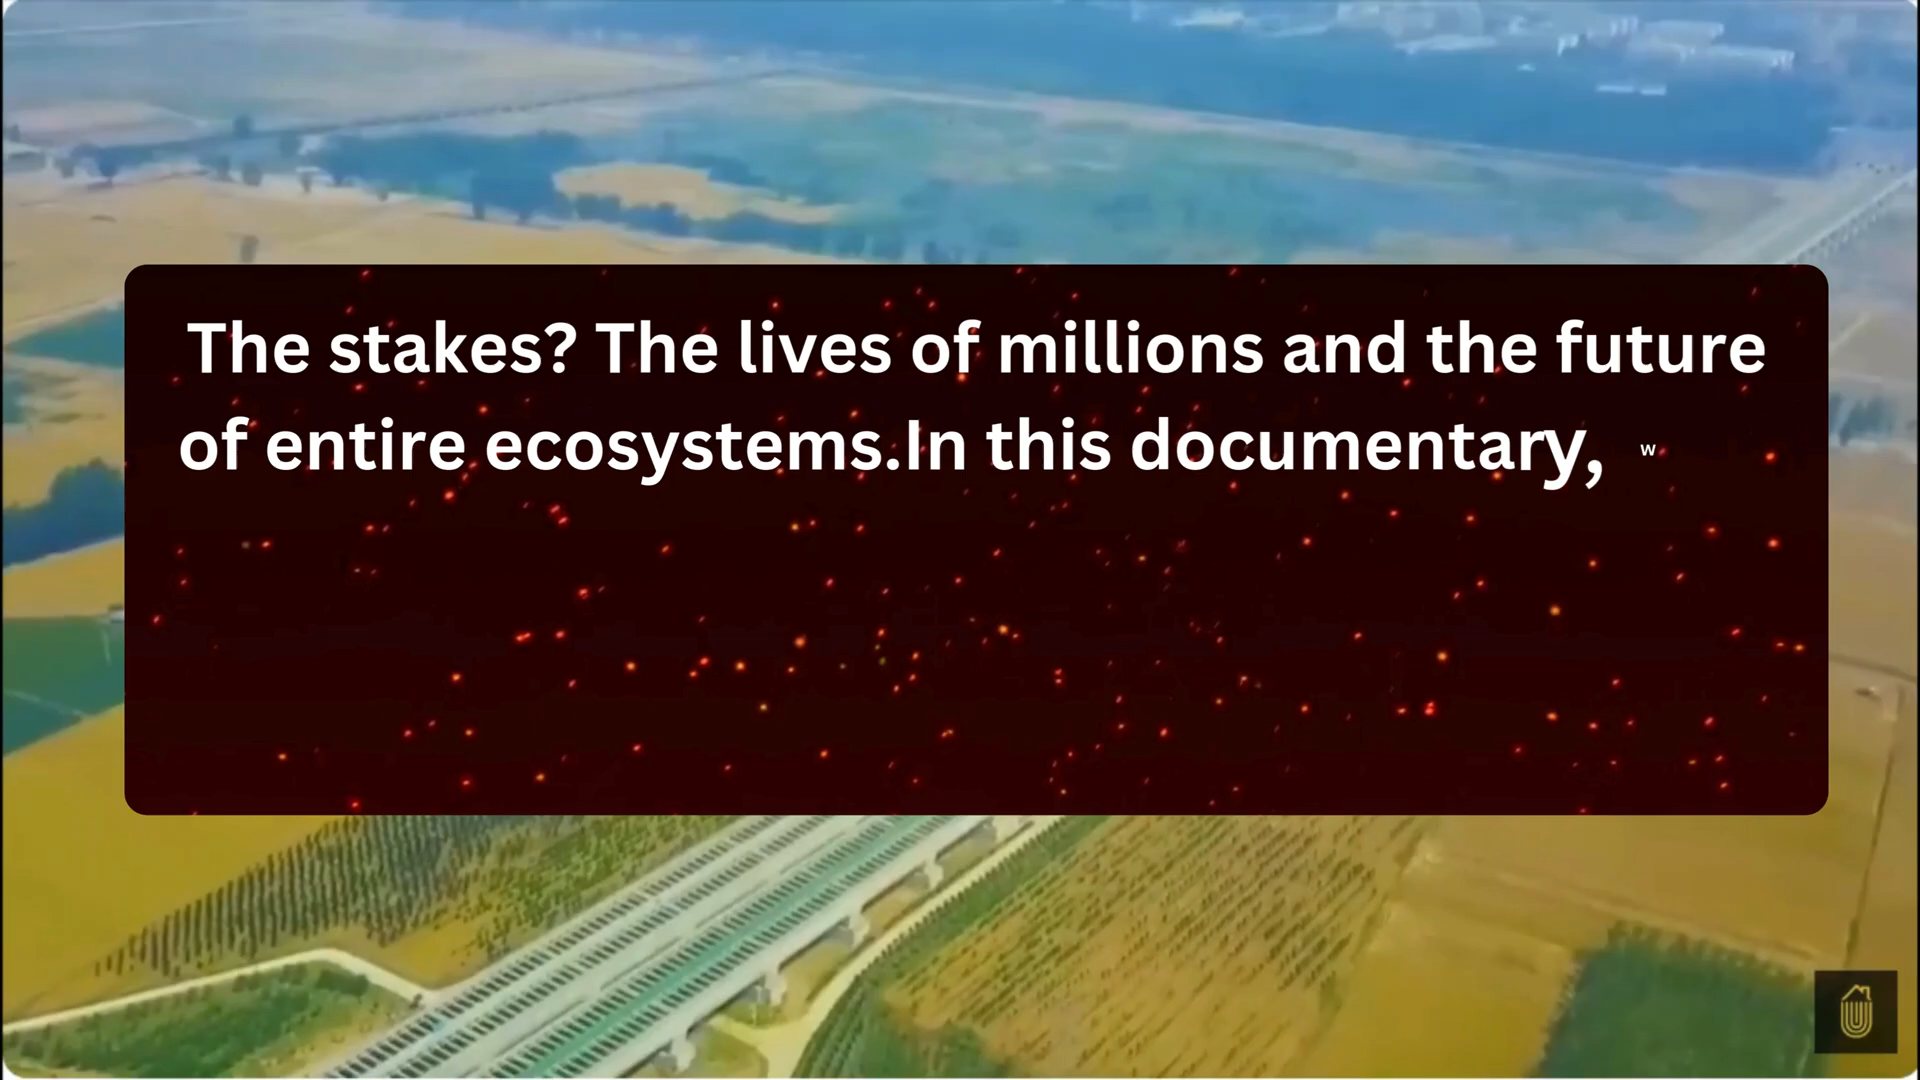 The stakes? The lives of millions and the future
of entire ecosystems.In this documentary, w